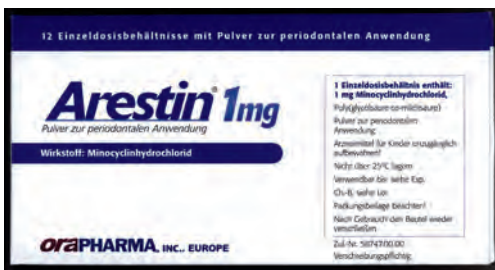 12 Einzeldosisbehältnisse mit Pulver zur periodontalen Anwendung
Arestin® 1mg
Pulver zur periodontalen Anwendung
Wirkstoff: Minocyclinhydrochlorid
OraPHARMA, INC., EUROPE
1 Einzeldosisbehältnis enthält:
1 mg Minocyclinhydrochlorid,
Poly(glycolsäure-co-milchsäure)
Pulver zur periodontalen
Anwendung
Arzneimittel für Kinder unzugänglich
aufbewahren!
Nicht über 25°C lagern
Verwendbar bis: siehe Exp.
Ch.-B. siehe Lot
Packungsbeilage beachten!
Nach Gebrauch den Beutel wieder
verschließen
Zul.-Nr. 58747.00.00
Verschreibungspflichtig